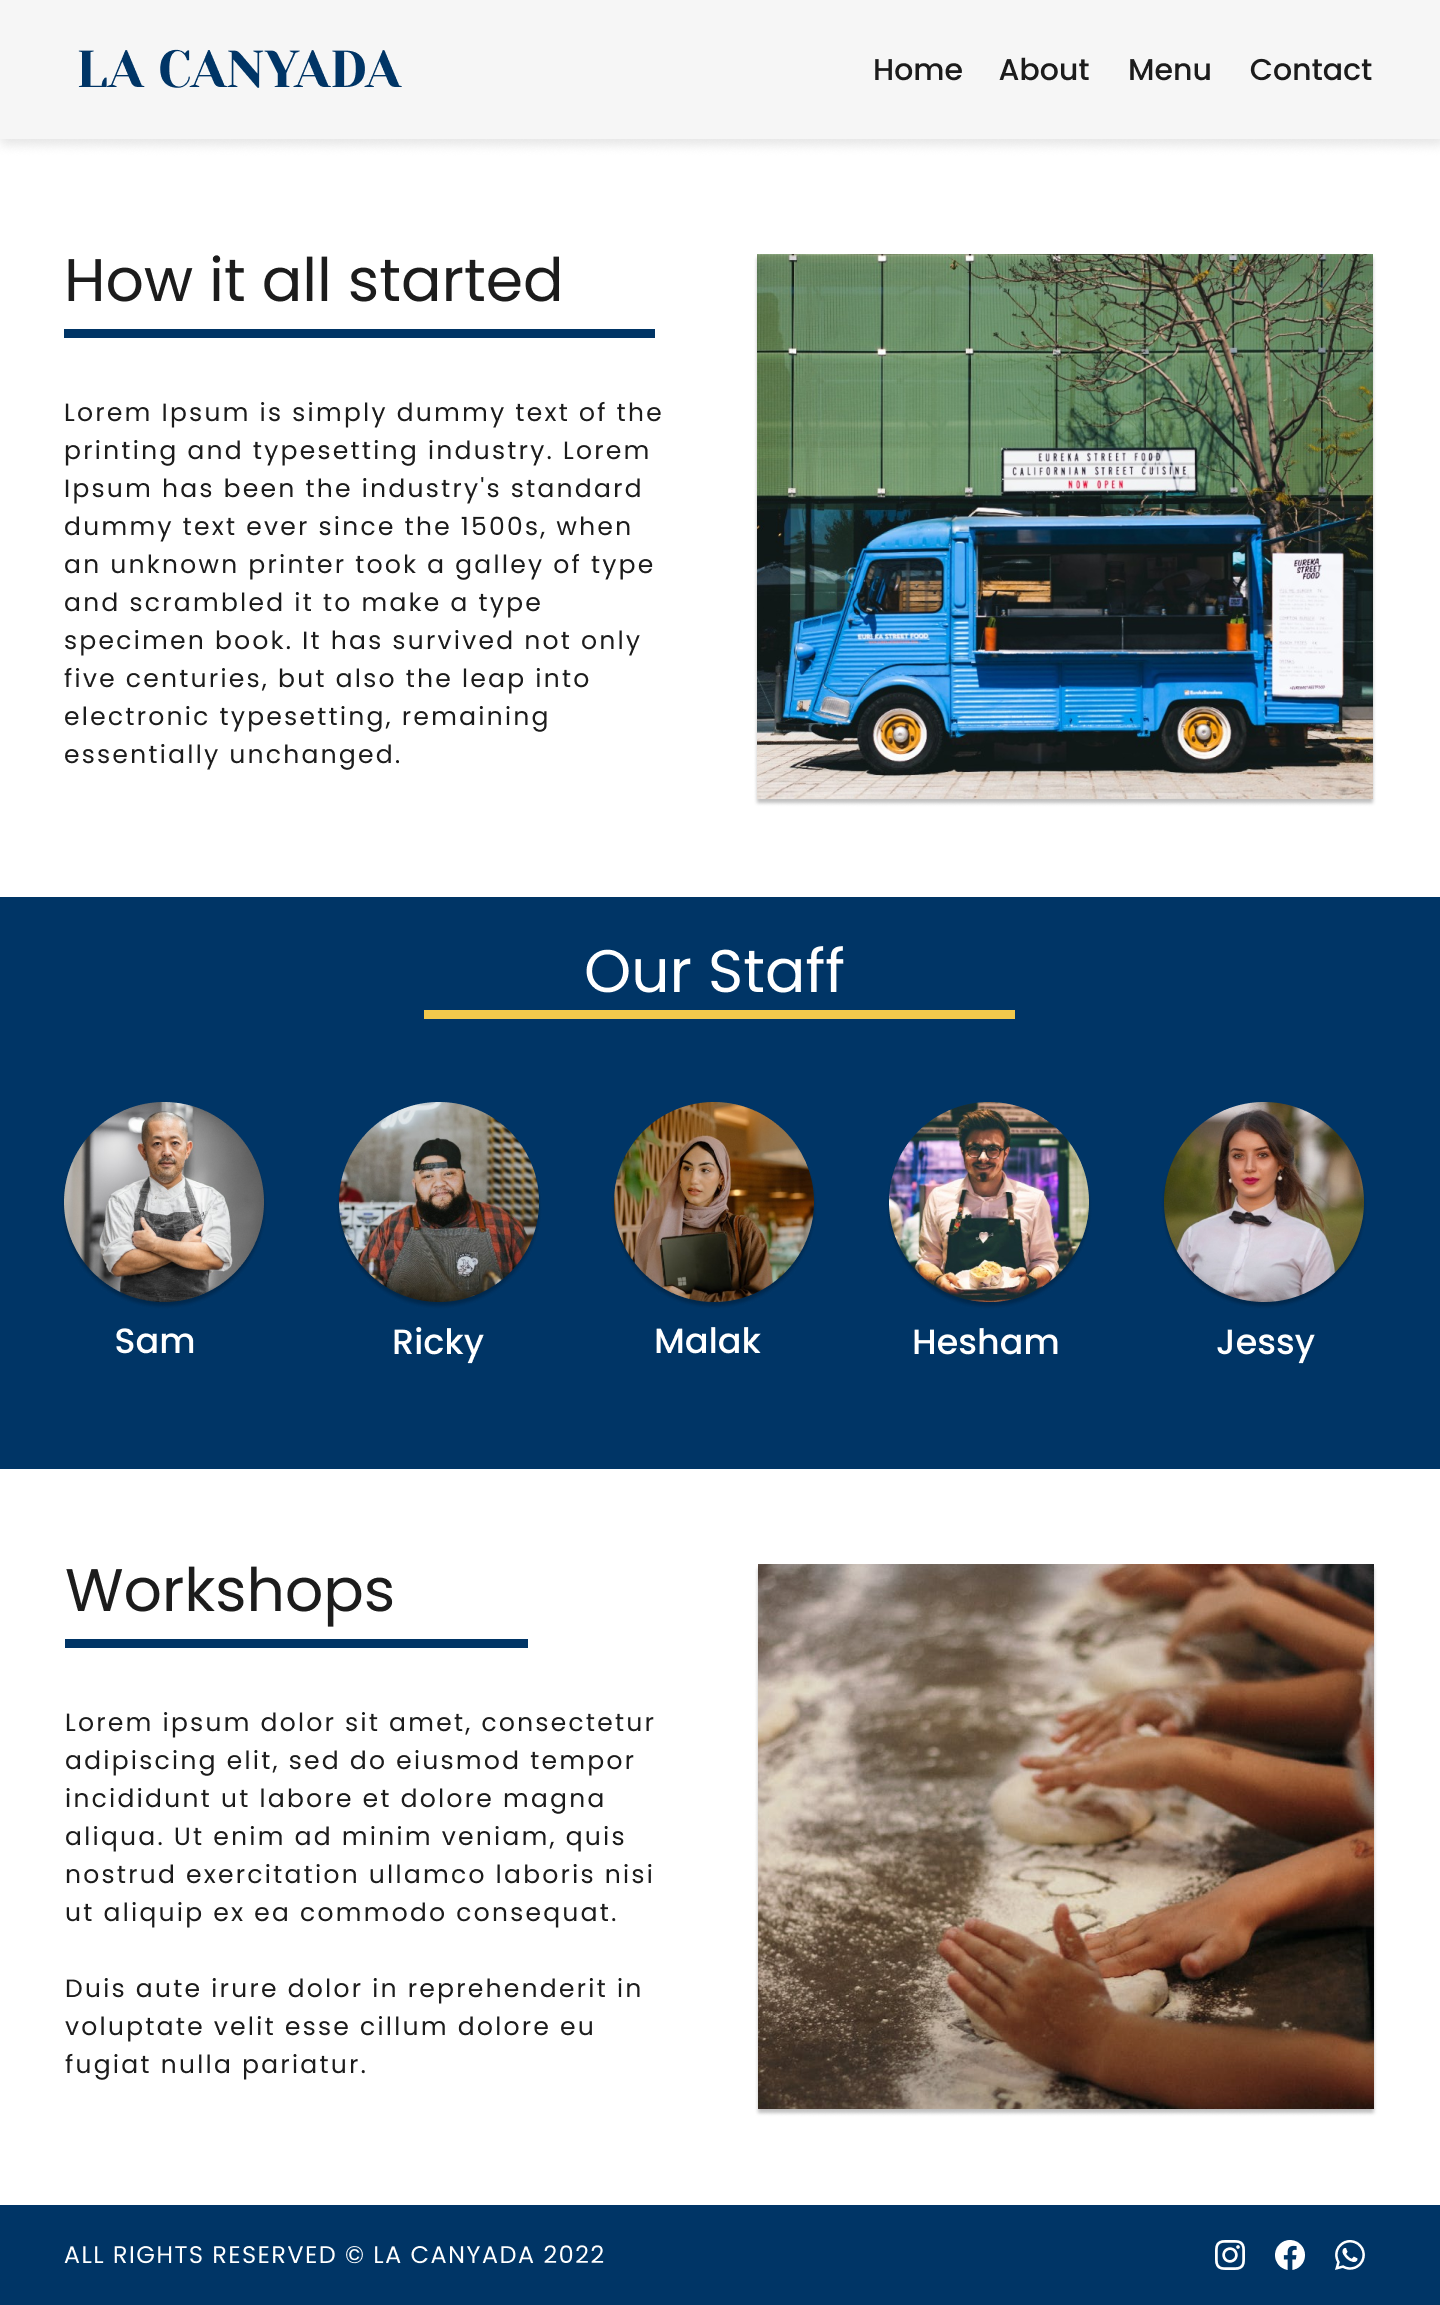 LA CANYADA
Home About Menu Contact
How it all started
Lorem Ipsum is simply dummy text of the
printing and typesetting industry. Lorem
Ipsum has been the industry's standard
dummy text ever since the 1500s, when
an unknown printer took a galley of type
and scrambled it to make a type
specimen book. It has survived not only
five centuries, but also the leap into
electronic typesetting, remaining
essentially unchanged.
EUREKA STREET FOOD
CALIFORNIAN STREET CUISINE
NOW OPEN
EUREKA STREET FOOD
EUREKA
STREET
FOOD
Our Staff
Sam
Ricky
Malak
Hesham
Jessy
Workshops
Lorem ipsum dolor sit amet, consectetur
adipiscing elit, sed do eiusmod tempor
incididunt ut labore et dolore magna
aliqua. Ut enim ad minim veniam, quis
nostrud exercitation ullamco laboris nisi
ut aliquip ex ea commodo consequat.
Duis aute irure dolor in reprehenderit in
voluptate velit esse cillum dolore eu
fugiat nulla pariatur.
ALL RIGHTS RESERVED © LA CANYADA 2022